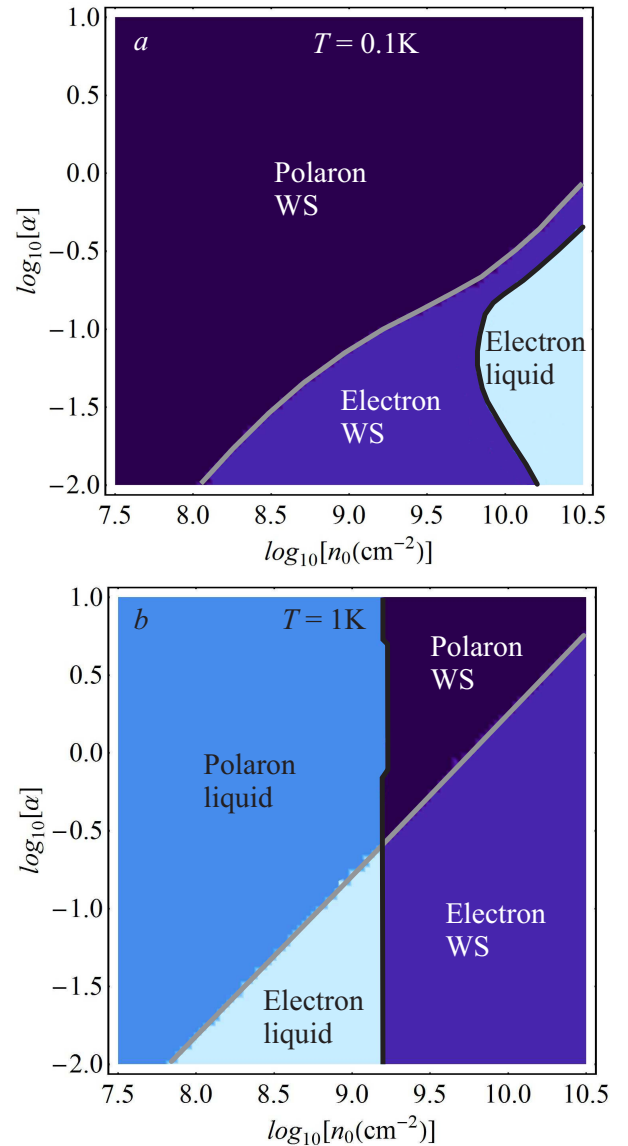 a T = 0.1K
1.0
0.5
0.0
−0.5
−1.0
−1.5
−2.0
log₁₀[α]
Polaron
WS
Electron
WS
Electron
liquid
7.5 8.0 8.5 9.0 9.5 10.0 10.5
log₁₀[n₀(cm⁻²)]
b T = 1K
1.0
0.5
0.0
−0.5
−1.0
−1.5
−2.0
log₁₀[α]
Polaron
WS
Polaron
liquid
Electron
WS
Electron
liquid
7.5 8.0 8.5 9.0 9.5 10.0 10.5
log₁₀[n₀(cm⁻²)]